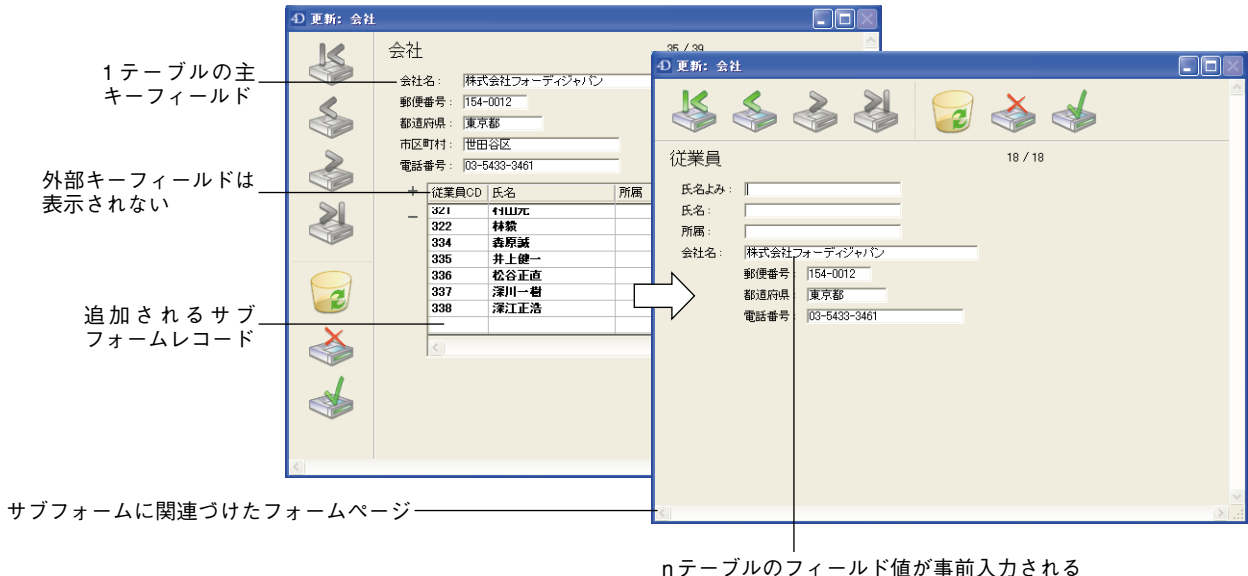 更新: 会社
会社
35 / 39
会社名: 株式会社フォーディジャパン
郵便番号: 154-0012
都道府県: 東京都
市区町村: 世田谷区
電話番号: 03-5433-3461
+
−
従業員CD 氏名 所属
321 村山元
322 林毅
334 森原誠
335 井上健一
336 松谷正直
337 深川一樹
338 深江正浩
1テーブルの主
キーフィールド
外部キーフィールドは
表示されない
追加されるサブ
フォームレコード
サブフォームに関連づけたフォームページ
更新: 会社
従業員
18 / 18
氏名よみ:
氏名:
所属:
会社名: 株式会社フォーディジャパン
郵便番号: 154-0012
都道府県: 東京都
電話番号: 03-5433-3461
nテーブルのフィールド値が事前入力される